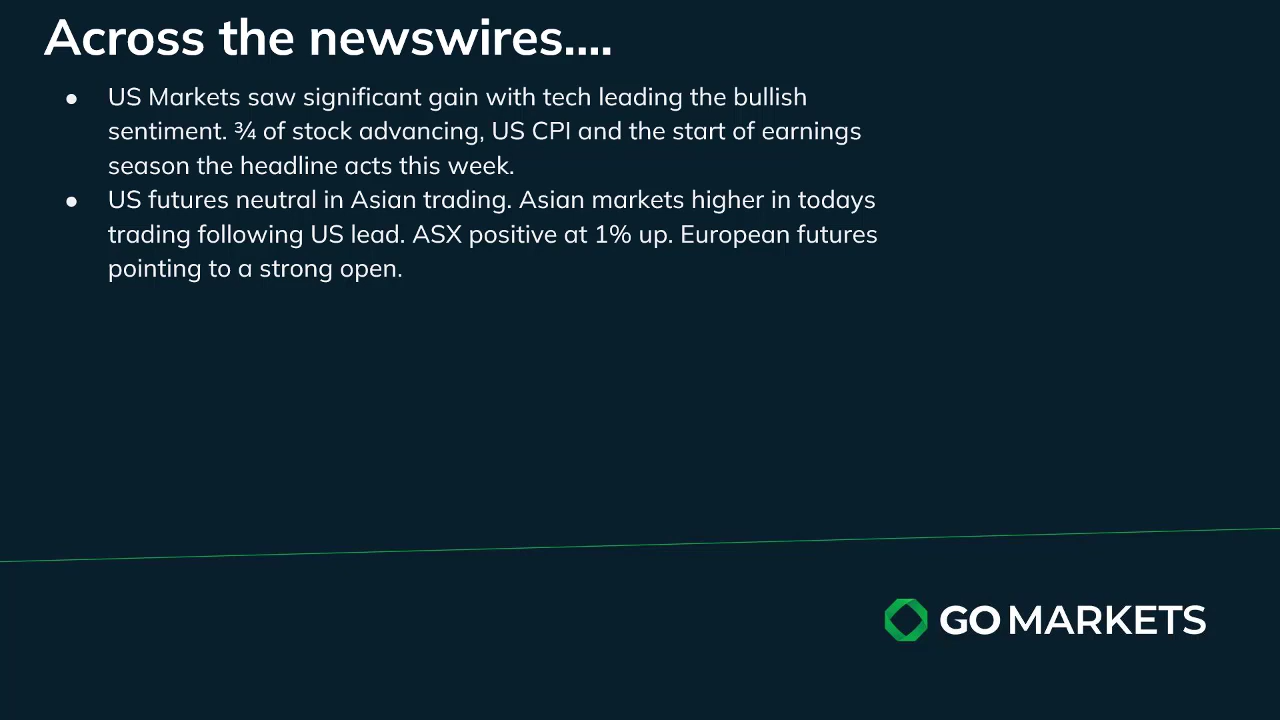 Across the newswires....
● US Markets saw significant gain with tech leading the bullish
sentiment. ¾ of stock advancing, US CPI and the start of earnings
season the headline acts this week.
● US futures neutral in Asian trading. Asian markets higher in todays
trading following US lead. ASX positive at 1% up. European futures
pointing to a strong open.
GO MARKETS